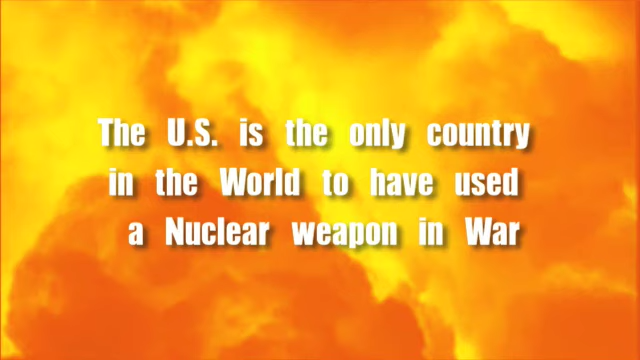 The U.S. is the only country
in the World to have used
a Nuclear weapon in War